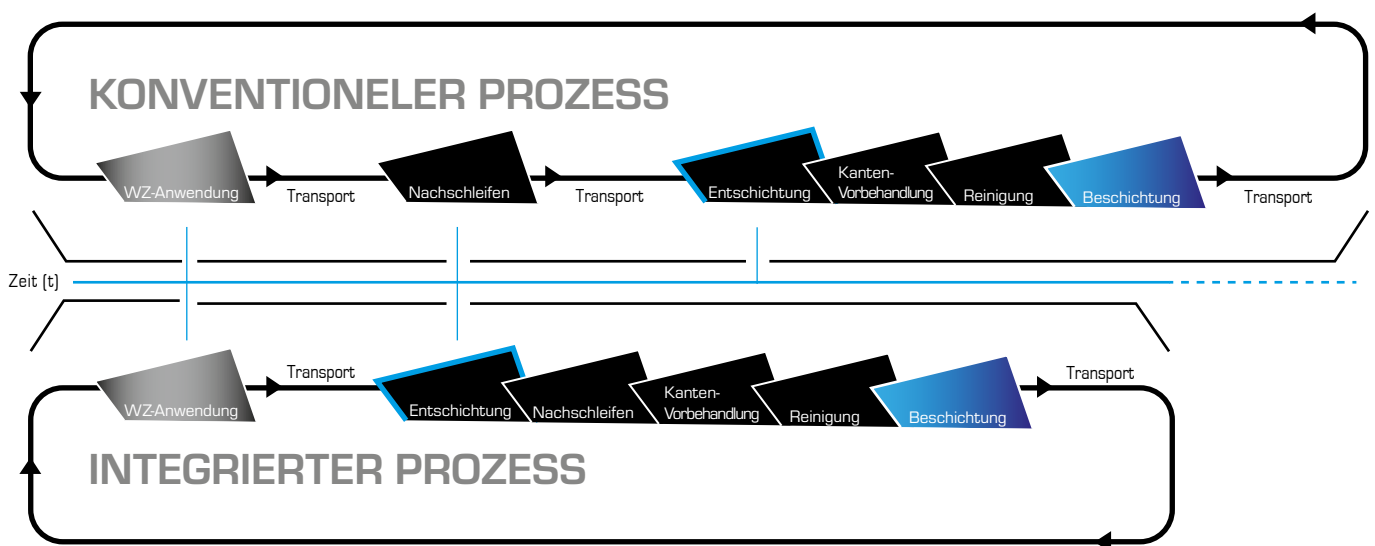 KONVENTIONELER PROZESS
WZ-Anwendung
Transport
Nachschleifen
Transport
Entschichtung
Kanten-
Vorbehandlung
Reinigung
Beschichtung
Transport
Zeit (t)
WZ-Anwendung
Transport
Entschichtung
Nachschleifen
Kanten-
Vorbehandlung
Reinigung
Beschichtung
Transport
INTEGRIERTER PROZESS